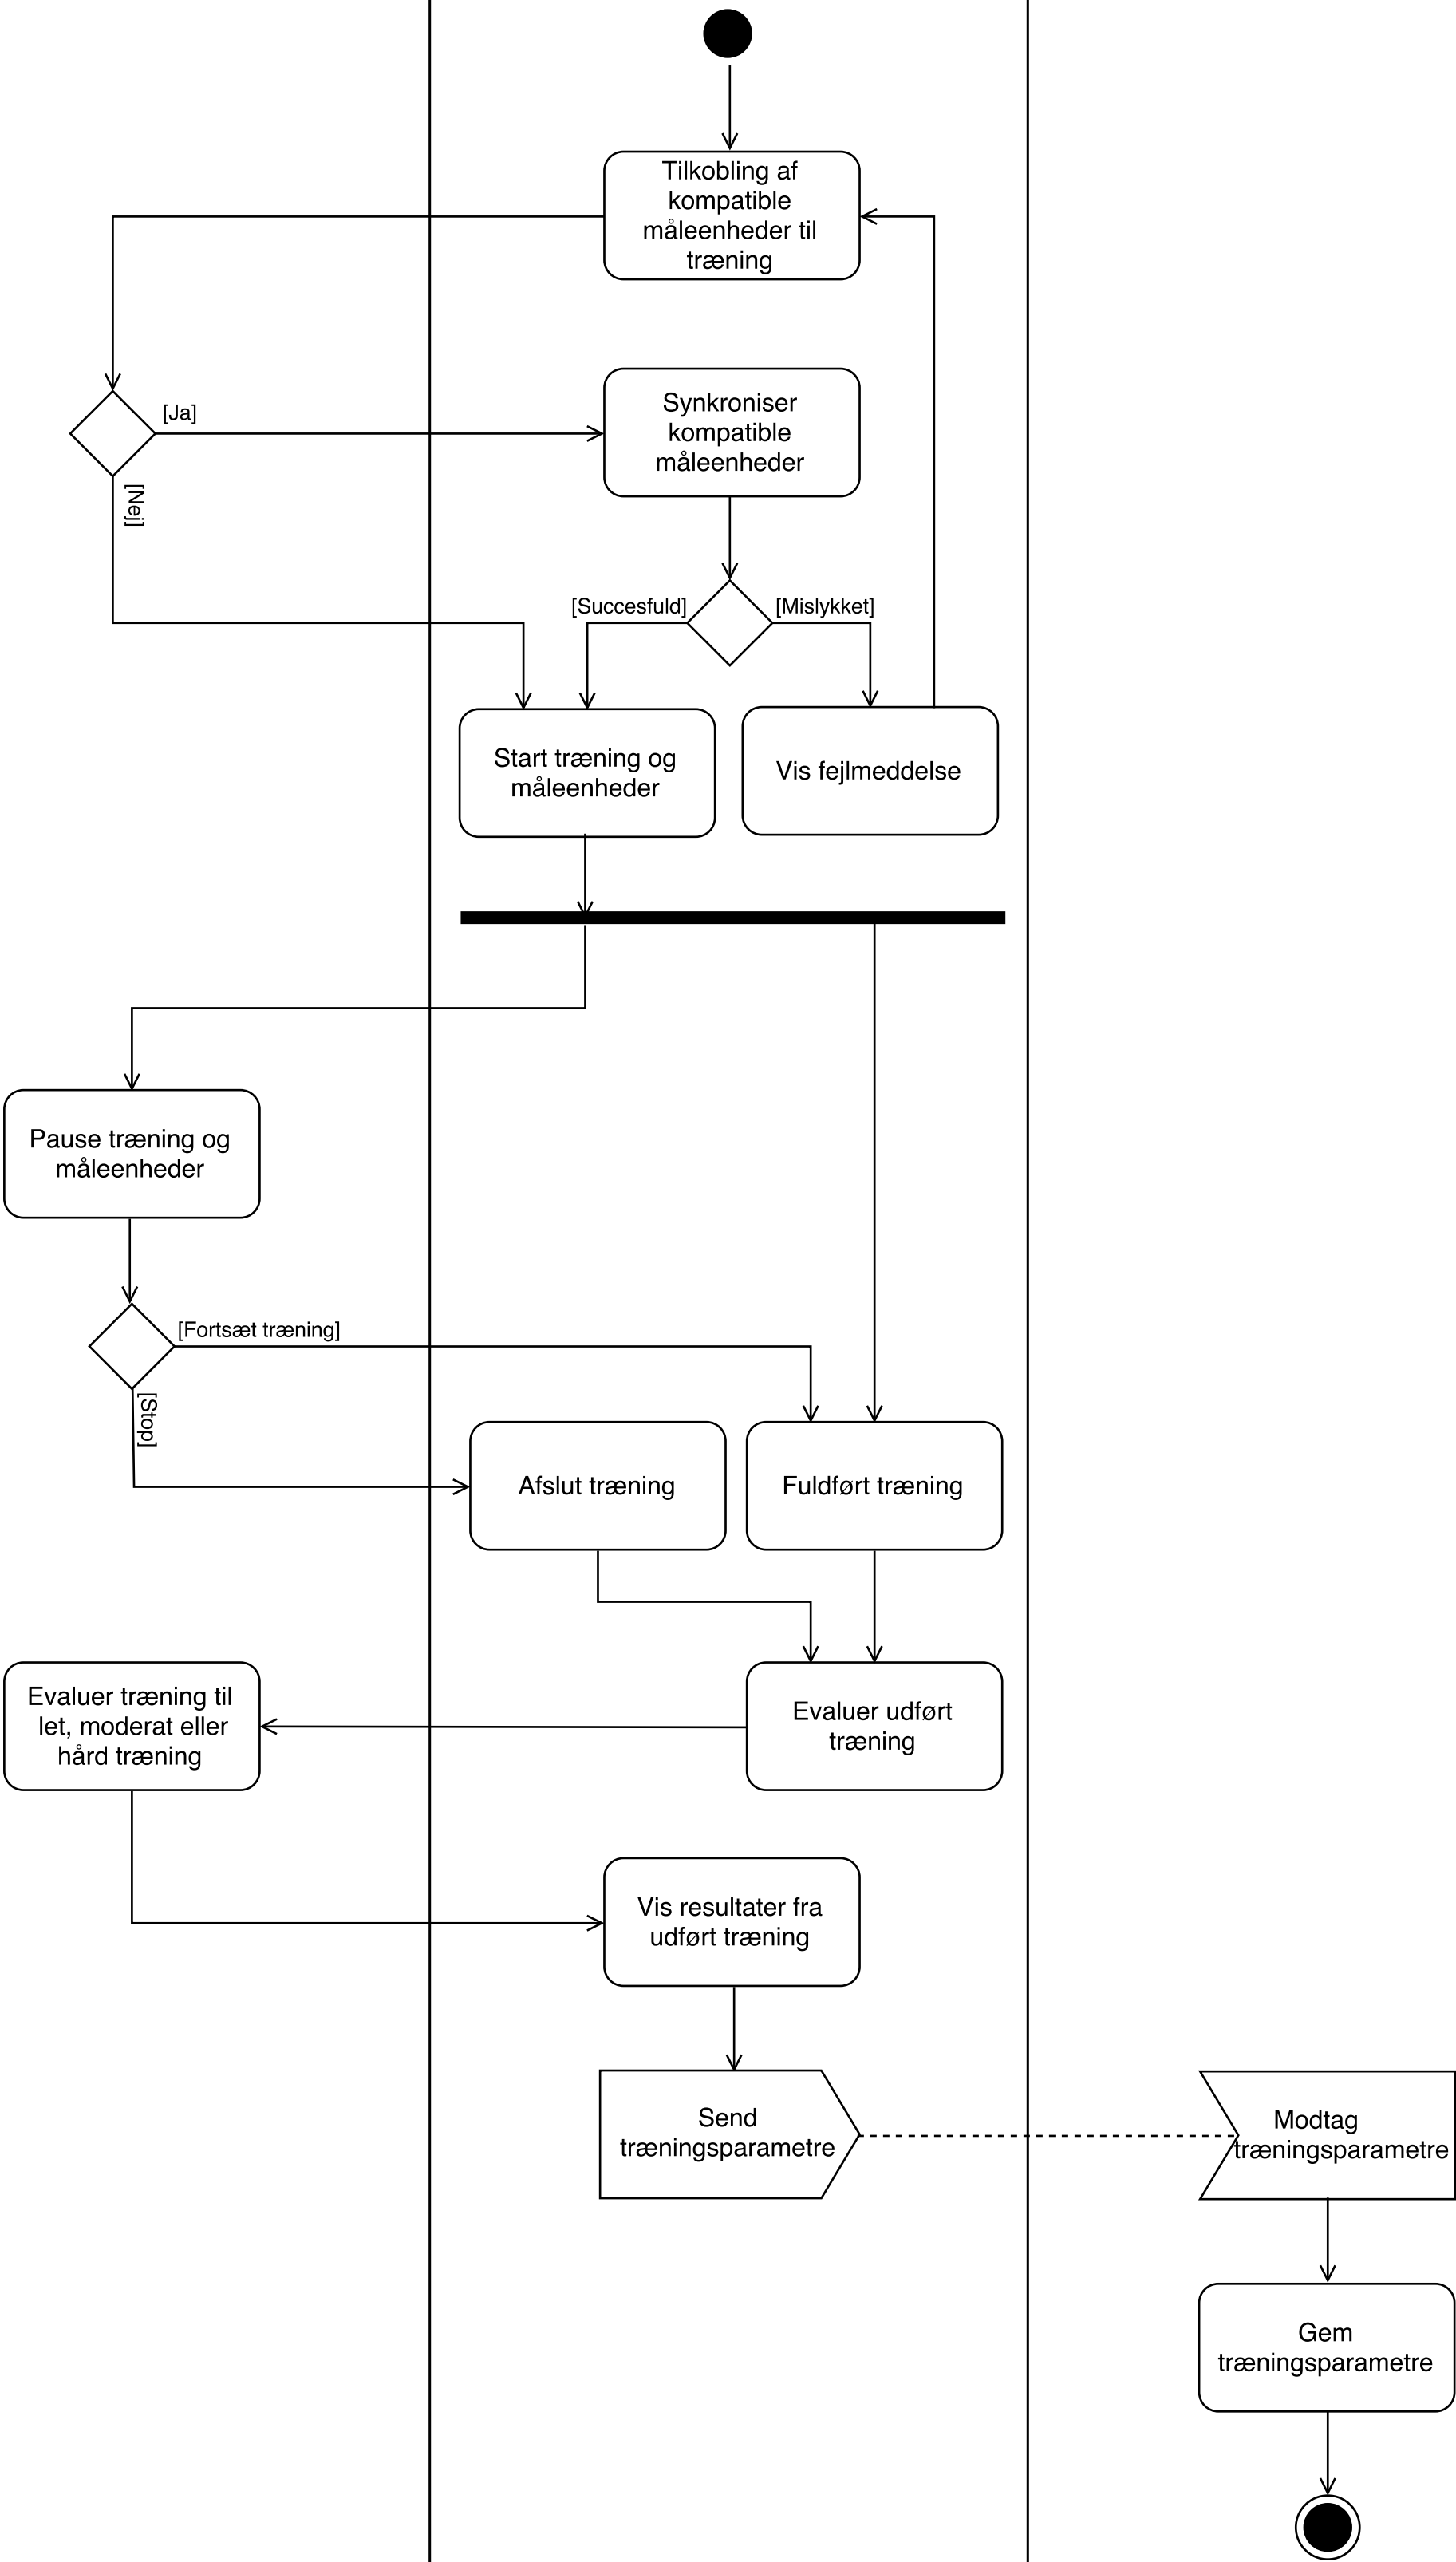 Tilkobling af
kompatible
måleenheder til
træning
[Ja]
Synkroniser
kompatible
måleenheder
[Nej]
[Succesfuld]
[Mislykket]
Start træning og
måleenheder
Vis fejlmeddelse
Pause træning og
måleenheder
[Fortsæt træning]
[Stop]
Afslut træning
Fuldført træning
Evaluer træning til
let, moderat eller
hård træning
Evaluer udført
træning
Vis resultater fra
udført træning
Send
træningsparametre
Modtag
træningsparametre
Gem
træningsparametre